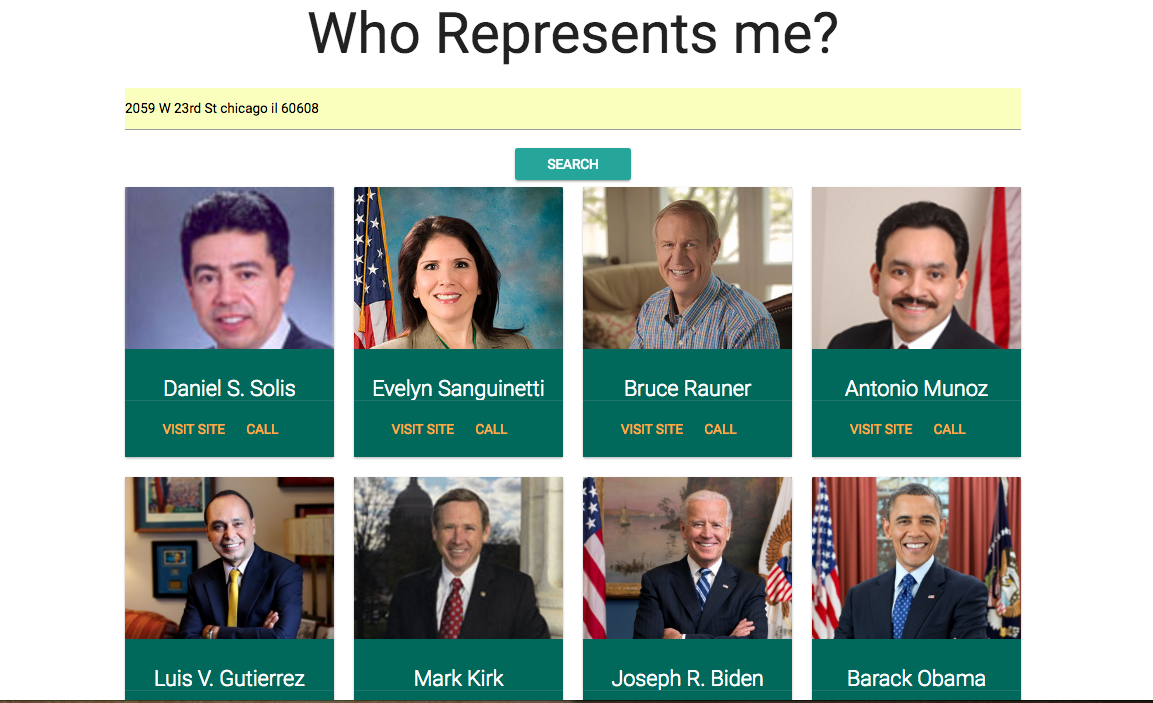 Who Represents me?
2059 W 23rd St chicago il 60608
SEARCH
Daniel S. Solis
VISIT SITE CALL
Evelyn Sanguinetti
VISIT SITE CALL
Bruce Rauner
VISIT SITE CALL
Antonio Munoz
VISIT SITE CALL
Luis V. Gutierrez
Mark Kirk
Joseph R. Biden
Barack Obama